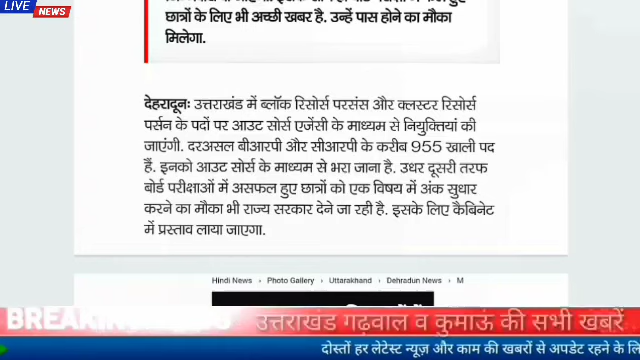 LIVE
NEWS
छात्रों के लिए भी अच्छी खबर है. उन्हें पास होने का मौका
मिलेगा.
देहरादून: उत्तराखंड में ब्लॉक रिसोर्स परसंस और क्लस्टर रिसोर्स
पर्सन के पदों पर आउट सोर्स एजेंसी के माध्यम से नियुक्तियां की
जाएंगी. दरअसल बीआरपी और सीआरपी के करीब 955 खाली पद
हैं. इनको आउट सोर्स के माध्यम से भरा जाना है. उधर दूसरी तरफ
बोर्ड परीक्षाओं में असफल हुए छात्रों को एक विषय में अंक सुधार
करने का मौका भी राज्य सरकार देने जा रही है. इसके लिए कैबिनेट
में प्रस्ताव लाया जाएगा.
Hindi News › Photo Gallery › Uttarakhand › Dehradun News › M
उत्तराखंड गढ़वाल व कुमाऊं की सभी खबरें
दोस्तों हर लेटेस्ट न्यूज़ और काम की खबरों से अपडेट रहने के लि